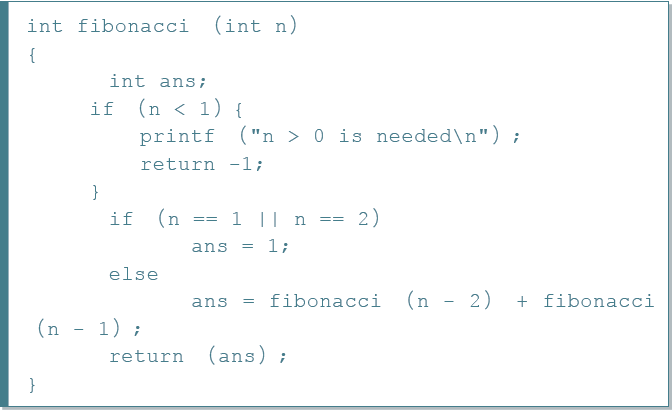 int fibonacci (int n)
{
int ans;
if (n < 1) {
printf ("n > 0 is needed\n") ;
return -1;
}
if (n == 1 || n == 2)
ans = 1;
else
ans = fibonacci (n - 2) + fibonacci
(n - 1) ;
return (ans) ;
}